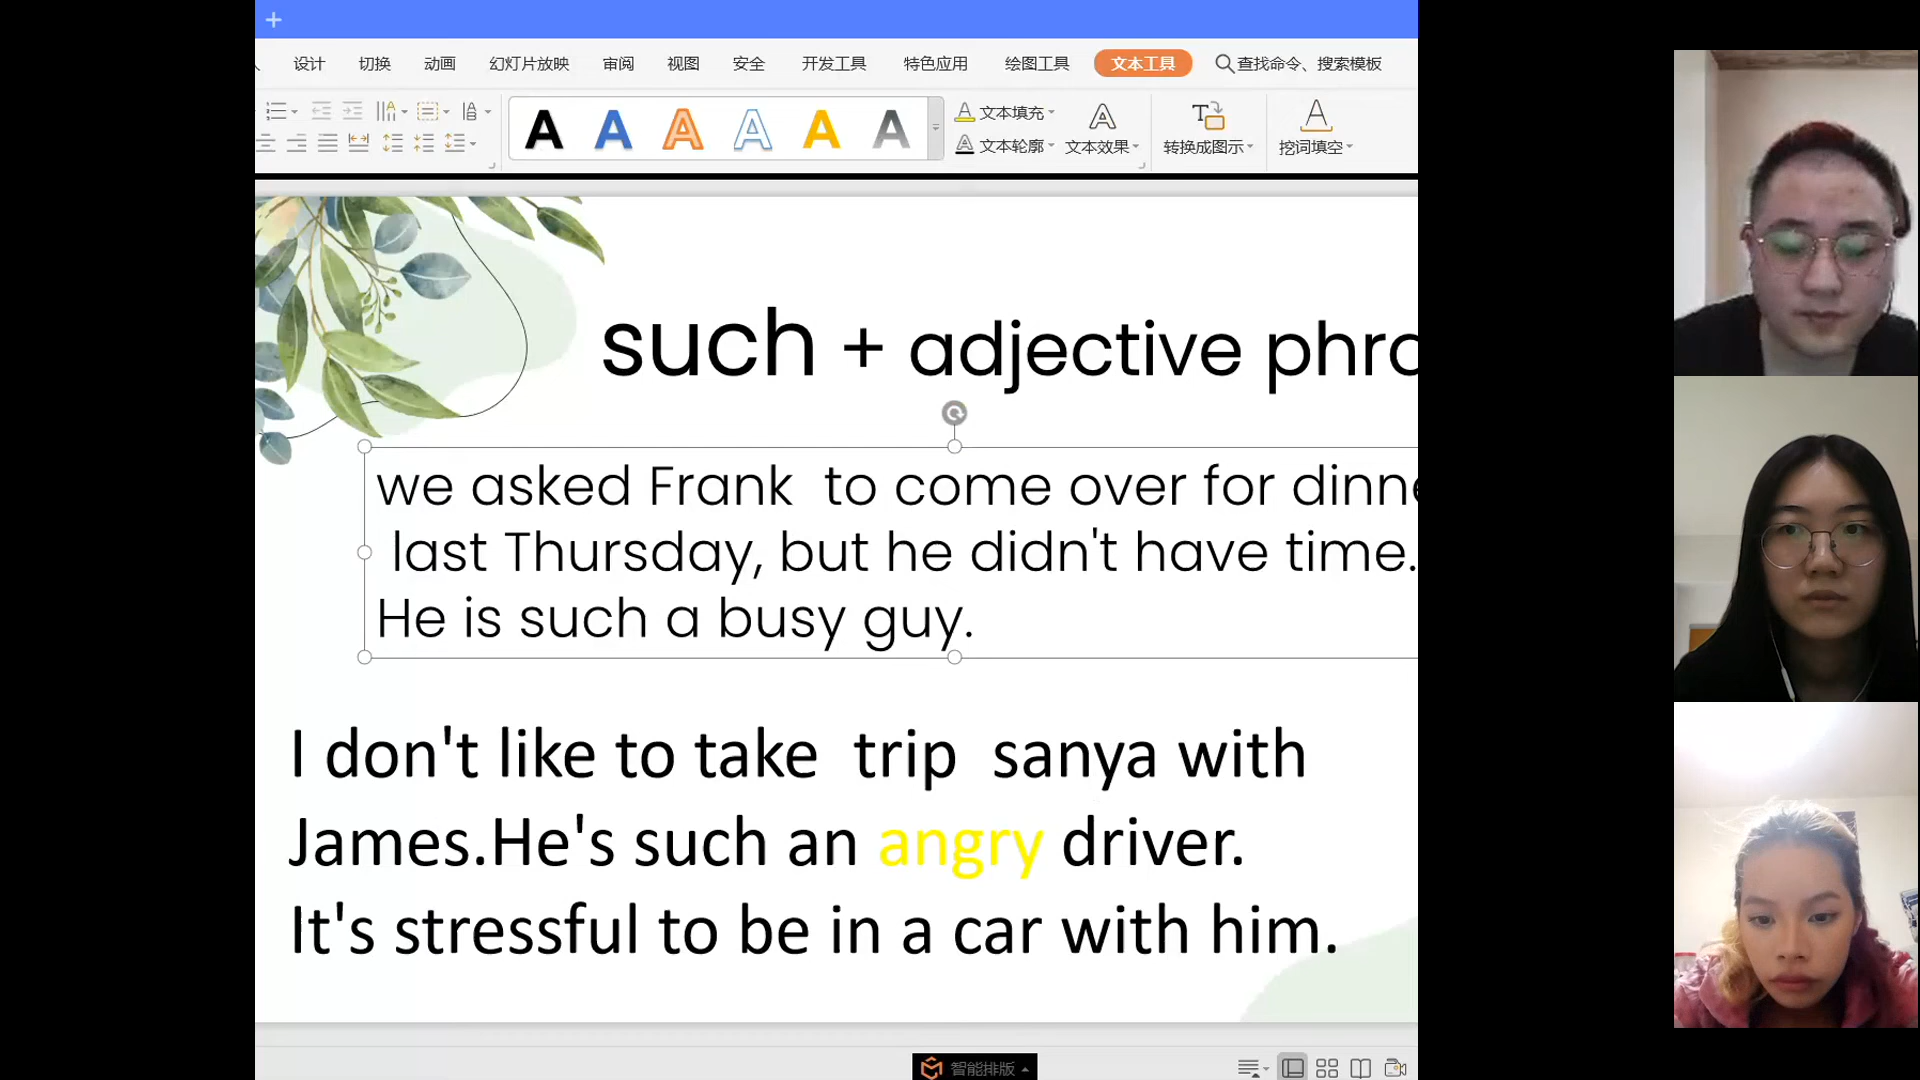 设计 切换 动画 幻灯片放映 审阅 视图 安全 开发工具 特色应用 绘图工具 文本工具 查找命令、搜索模板
A A A A A A 文本填充 文本轮廓 文本效果 转换成图示 挖词填空
such + adjective phra
we asked Frank to come over for dinne
last Thursday, but he didn't have time.
He is such a busy guy.
I don't like to take trip sanya with
James.He's such an angry driver.
It's stressful to be in a car with him.
智能排版